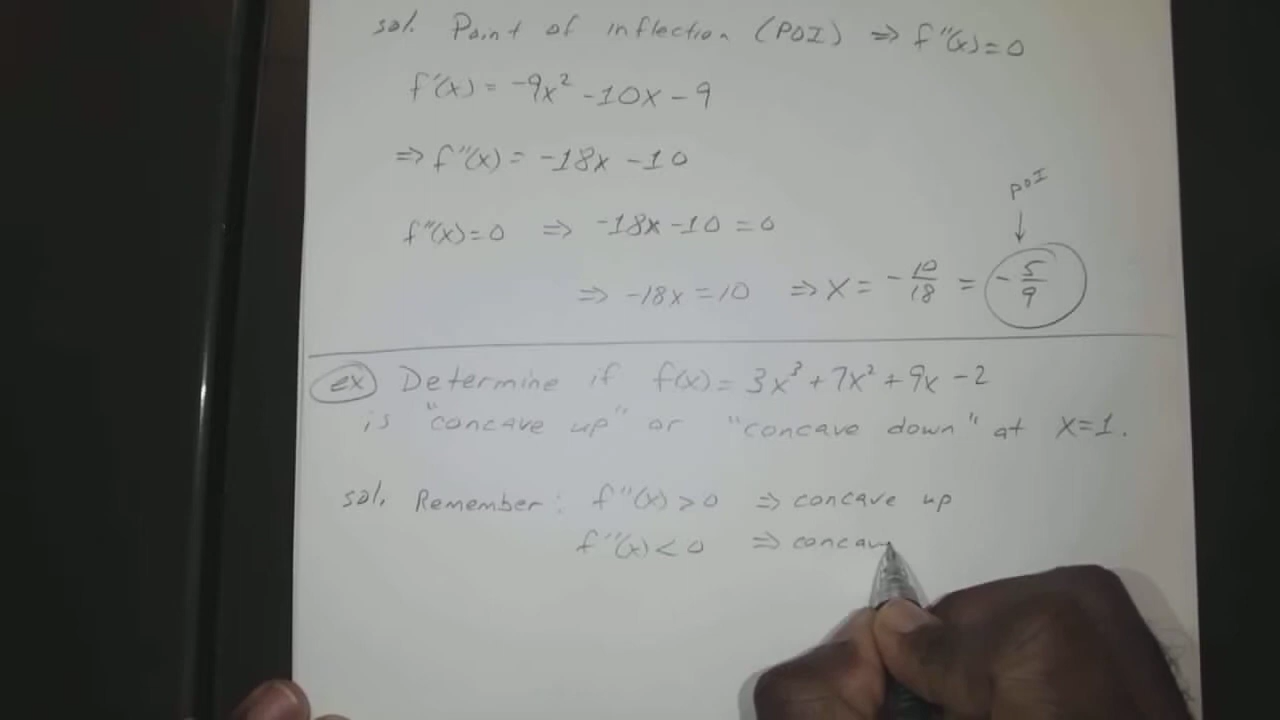 sol. Point of inflection (POI) ⇒ f''(x)=0
f'(x) = -9x² -10x -9
⇒ f''(x) = -18x -10
POI
↓
f''(x)=0 ⇒ -18x -10 = 0
⇒ -18x = 10 ⇒ x = -10/18 = -5/9
ex Determine if f(x) = 3x³ + 7x² + 9x -2
is "concave up" or "concave down" at x=1.
sol. Remember: f''(x) > 0 ⇒ concave up
f''(x) < 0 ⇒ concav